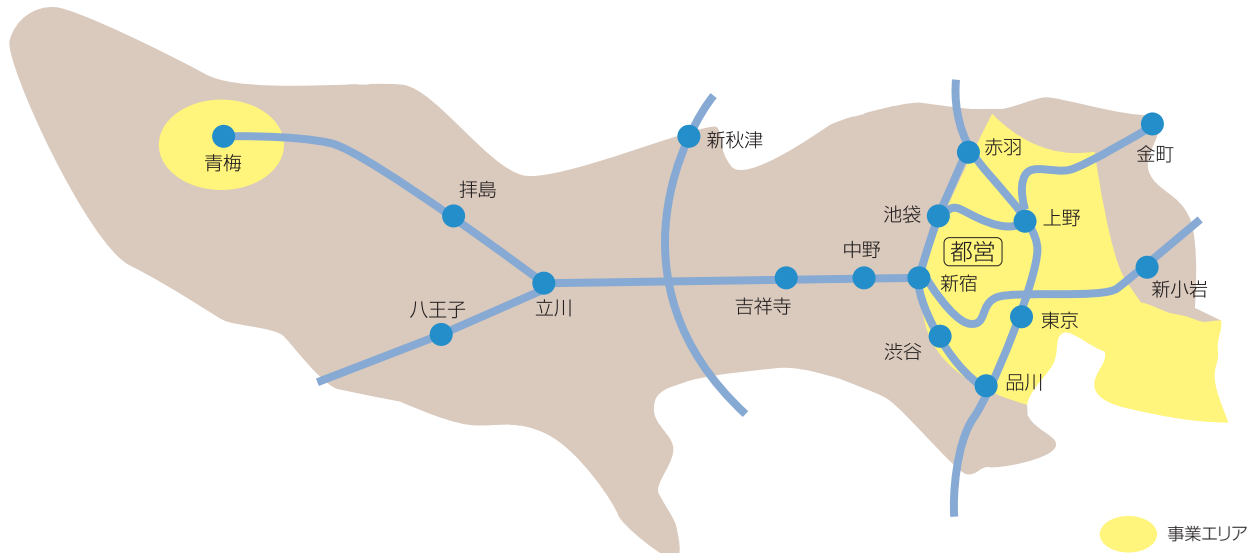 新秋津
赤羽
金町
青梅
拝島
池袋
上野
中野
都営
新宿
新小岩
八王子
立川
吉祥寺
東京
渋谷
品川
事業エリア